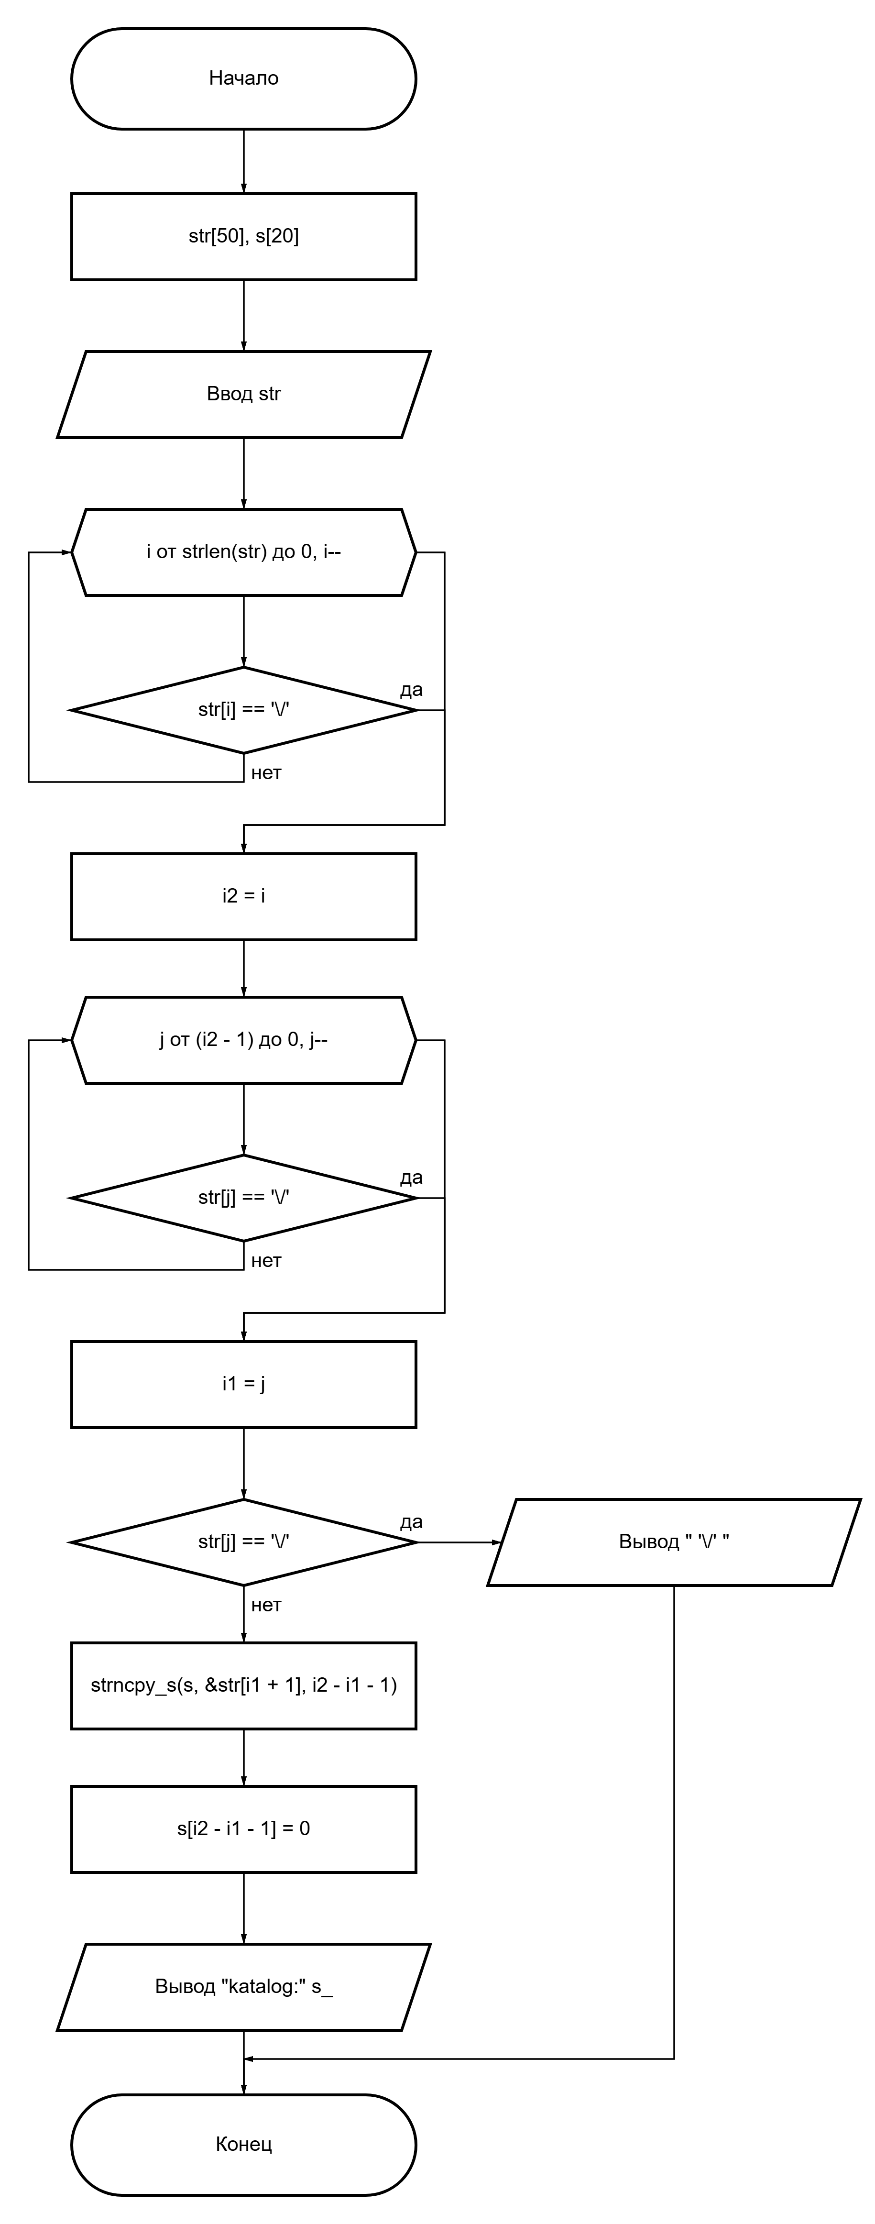 Начало
str[50], s[20]
Ввод str
i от strlen(str) до 0, i--
str[i] == '\/'
да
нет
i2 = i
j от (i2 - 1) до 0, j--
str[j] == '\/'
да
нет
i1 = j
str[j] == '\/'
да
Вывод " '\/' "
нет
strncpy_s(s, &str[i1 + 1], i2 - i1 - 1)
s[i2 - i1 - 1] = 0
Вывод "katalog:" s_
Конец